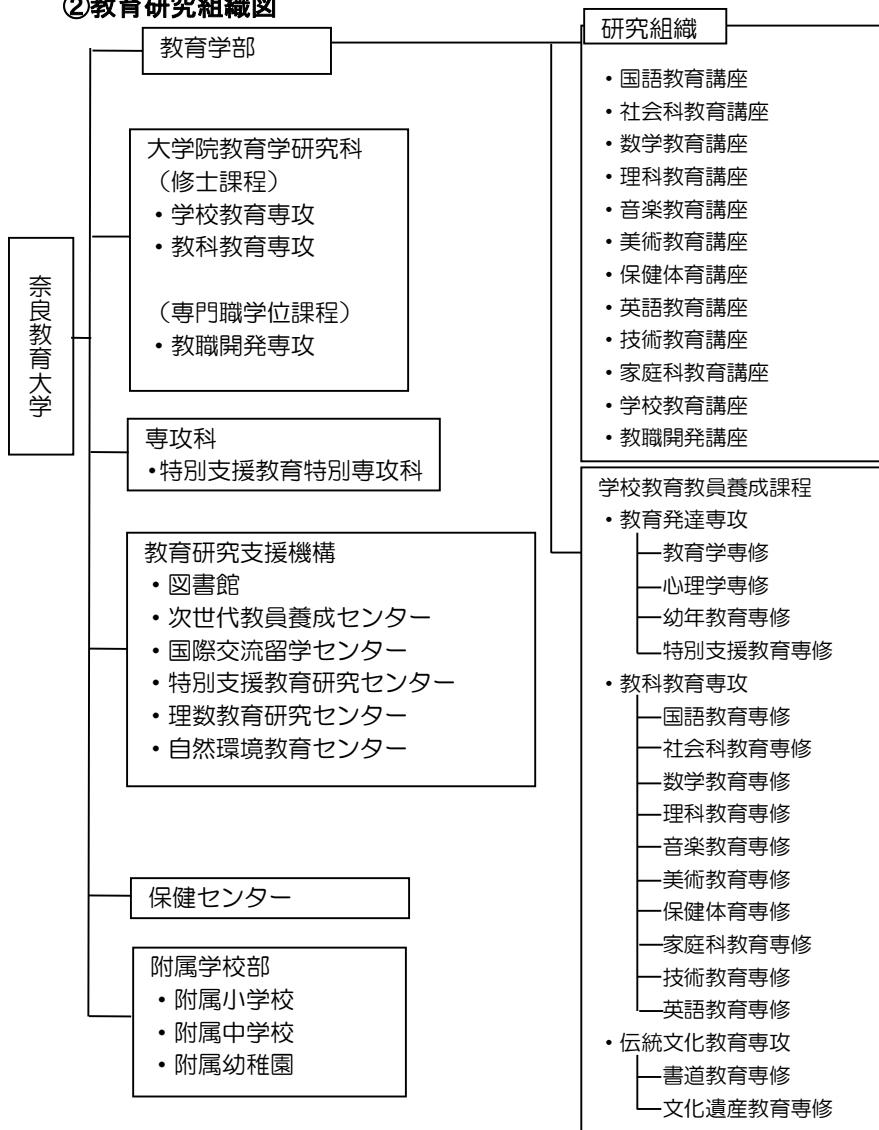 ②教育研究組織図
奈良教育大学
教育学部
大学院教育学研究科
(修士課程)
・学校教育専攻
・教科教育専攻
(専門職学位課程)
・教職開発専攻
専攻科
・特別支援教育特別専攻科
教育研究支援機構
・図書館
・次世代教員養成センター
・国際交流留学センター
・特別支援教育研究センター
・理数教育研究センター
・自然環境教育センター
保健センター
附属学校部
・附属小学校
・附属中学校
・附属幼稚園
研究組織
・国語教育講座
・社会科教育講座
・数学教育講座
・理科教育講座
・音楽教育講座
・美術教育講座
・保健体育講座
・英語教育講座
・技術教育講座
・家庭科教育講座
・学校教育講座
・教職開発講座
学校教育教員養成課程
・教育発達専攻
教育学専修
心理学専修
幼年教育専修
特別支援教育専修
・教科教育専攻
国語教育専修
社会科教育専修
数学教育専修
理科教育専修
音楽教育専修
美術教育専修
保健体育専修
家庭科教育専修
技術教育専修
英語教育専修
・伝統文化教育専攻
書道教育専修
文化遺産教育専修